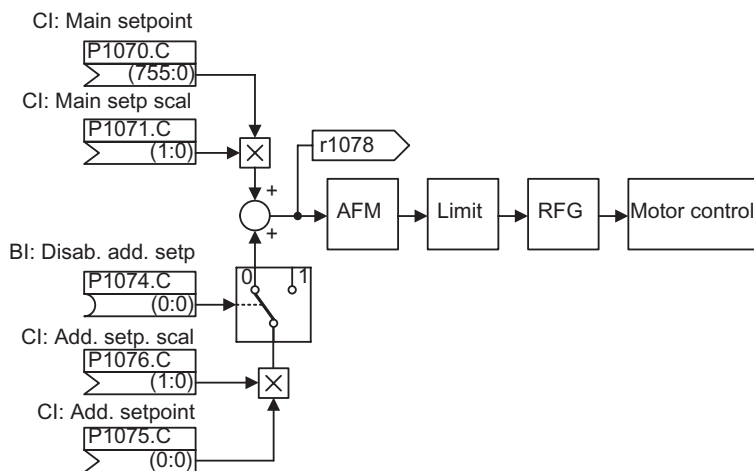 CI: Main setpoint
P1070.C
(755:0)
CI: Main setp scal
P1071.C
(1:0)
r1078
+
+
AFM
Limit
RFG
Motor control
BI: Disab. add. setp
P1074.C
(0:0)
0
1
CI: Add. setp. scal
P1076.C
(1:0)
CI: Add. setpoint
P1075.C
(0:0)